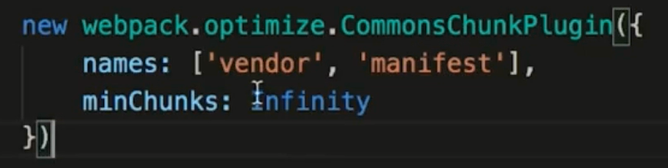 new webpack.optimize.CommonsChunkPlugin({
names: ['vendor', 'manifest'],
minChunks: Infinity
})